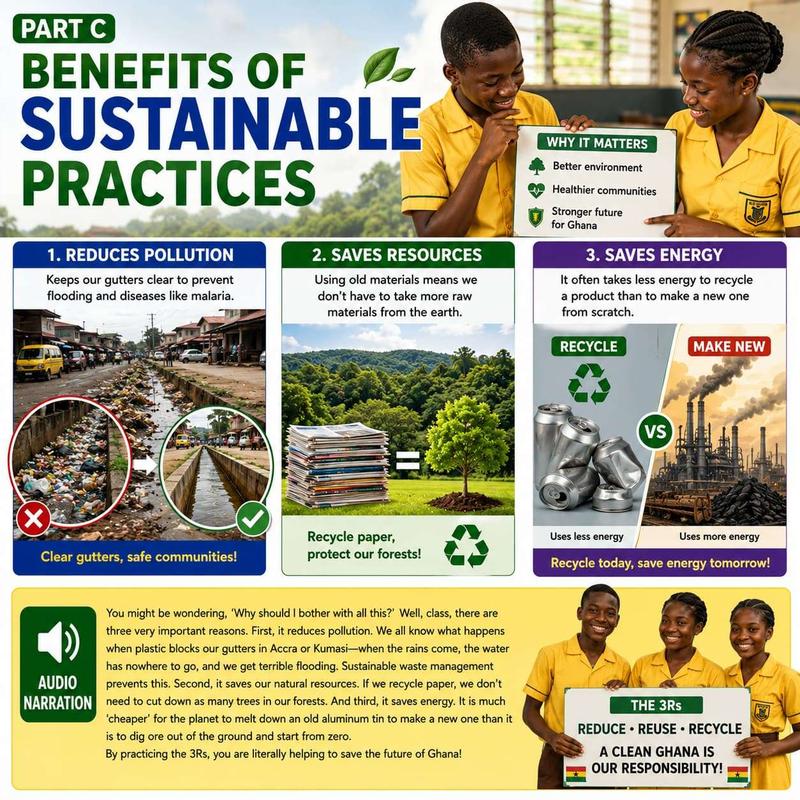 PART C
BENEFITS OF
SUSTAINABLE
PRACTICES
WHY IT MATTERS
Better environment
Healthier communities
Stronger future
for Ghana
1. REDUCES POLLUTION
Keeps our gutters clear to prevent
flooding and diseases like malaria.
Clear gutters, safe communities!
2. SAVES RESOURCES
Using old materials means we
don't have to take more raw
materials from the earth.
=
Recycle paper,
protect our forests!
3. SAVES ENERGY
It often takes less energy to recycle
a product than to make a new one
from scratch.
RECYCLE
VS
MAKE NEW
Uses less energy
Uses more energy
Recycle today, save energy tomorrow!
AUDIO
NARRATION
You might be wondering, 'Why should I bother with all this?' Well, class, there are
three very important reasons. First, it reduces pollution. We all know what happens
when plastic blocks our gutters in Accra or Kumasi—when the rains come, the water
has nowhere to go, and we get terrible flooding. Sustainable waste management
prevents this. Second, it saves our natural resources. If we recycle paper, we don't
need to cut down as many trees in our forests. And third, it saves energy. It is much
'cheaper' for the planet to melt down an old aluminum tin to make a new one than it
is to dig ore out of the ground and start from zero.
By practicing the 3Rs, you are literally helping to save the future of Ghana!
THE 3Rs
REDUCE • REUSE • RECYCLE
A CLEAN GHANA IS
OUR RESPONSIBILITY!